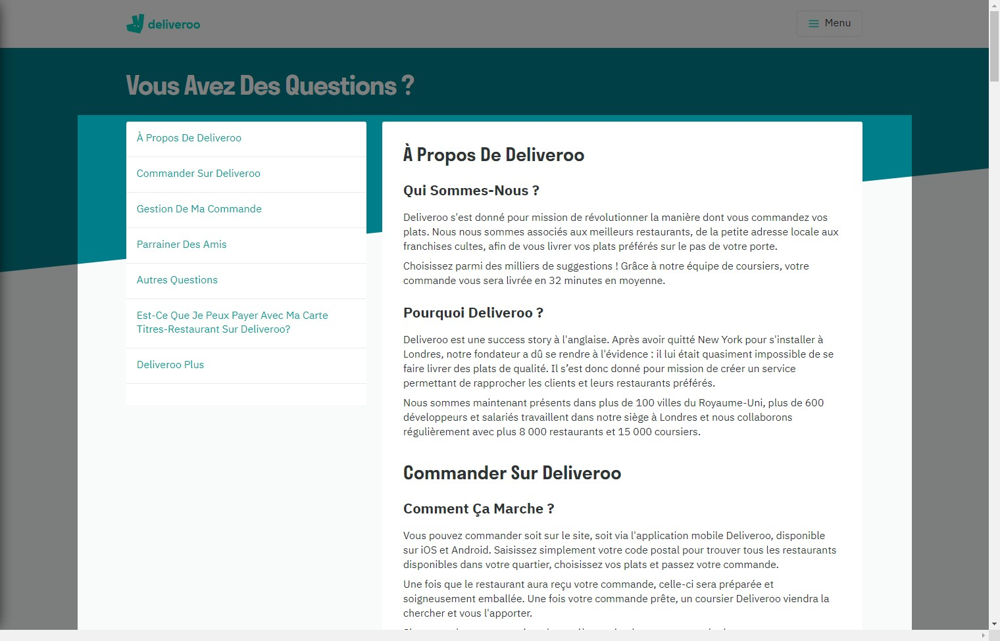 deliveroo
Menu
Vous Avez Des Questions ?
À Propos De Deliveroo
Commander Sur Deliveroo
Gestion De Ma Commande
Parrainer Des Amis
Autres Questions
Est-Ce Que Je Peux Payer Avec Ma Carte
Titres-Restaurant Sur Deliveroo?
Deliveroo Plus
À Propos De Deliveroo
Qui Sommes-Nous ?
Deliveroo s'est donné pour mission de révolutionner la manière dont vous commandez vos
plats. Nous nous sommes associés aux meilleurs restaurants, de la petite adresse locale aux
franchises cultes, afin de vous livrer vos plats préférés sur le pas de votre porte.
Choisissez parmi des milliers de suggestions ! Grâce à notre équipe de coursiers, votre
commande vous sera livrée en 32 minutes en moyenne.
Pourquoi Deliveroo ?
Deliveroo est une success story à l'anglaise. Après avoir quitté New York pour s'installer à
Londres, notre fondateur a dû se rendre à l'évidence : il lui était quasiment impossible de se
faire livrer des plats de qualité. Il s’est donc donné pour mission de créer un service
permettant de rapprocher les clients et leurs restaurants préférés.
Nous sommes maintenant présents dans plus de 100 villes du Royaume-Uni, plus de 600
développeurs et salariés travaillent dans notre siège à Londres et nous collaborons
régulièrement avec plus 8 000 restaurants et 15 000 coursiers.
Commander Sur Deliveroo
Comment Ça Marche ?
Vous pouvez commander soit sur le site, soit via l'application mobile Deliveroo, disponible
sur iOS et Android. Saisissez simplement votre code postal pour trouver tous les restaurants
disponibles dans votre quartier, choisissez vos plats et passez votre commande.
Une fois que le restaurant aura reçu votre commande, celle-ci sera préparée et
soigneusement emballée. Une fois votre commande prête, un coursier Deliveroo viendra la
chercher et vous l'apporter.